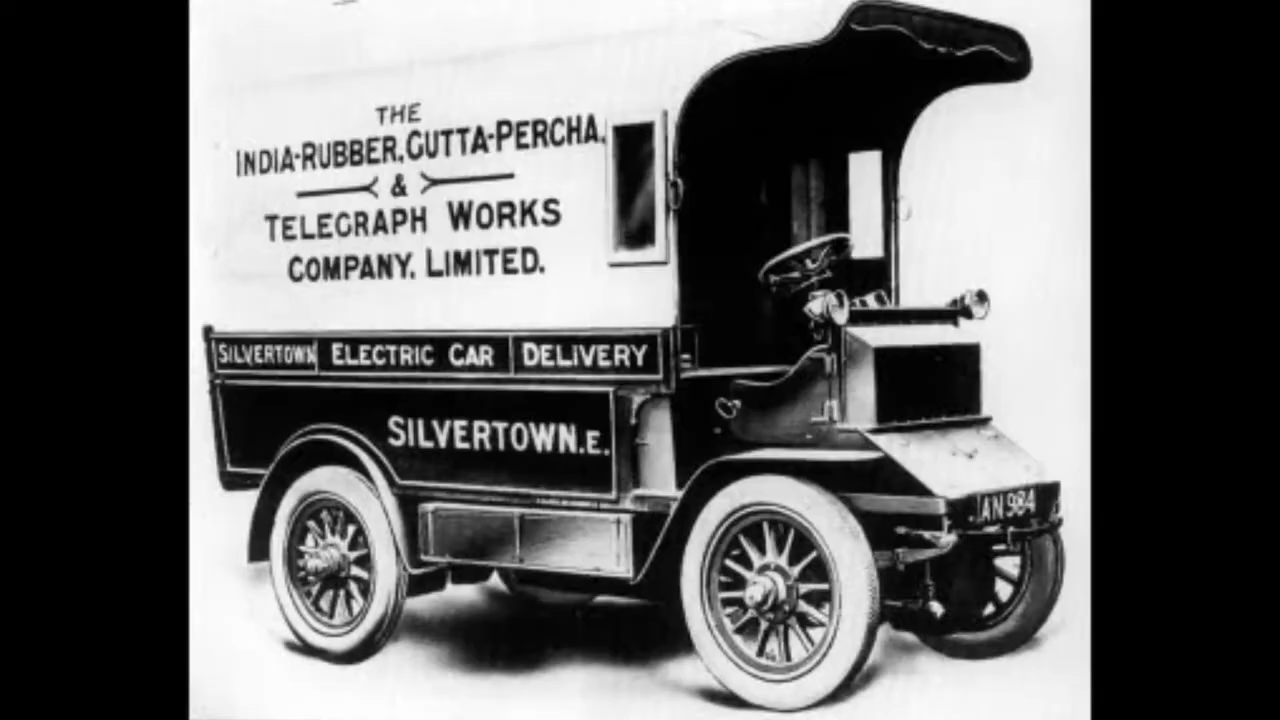 THE
INDIA-RUBBER, GUTTA-PERCHA,
&
TELEGRAPH WORKS
COMPANY. LIMITED.
SILVERTOWN ELECTRIC CAR DELIVERY
SILVERTOWN.E.
AN 984